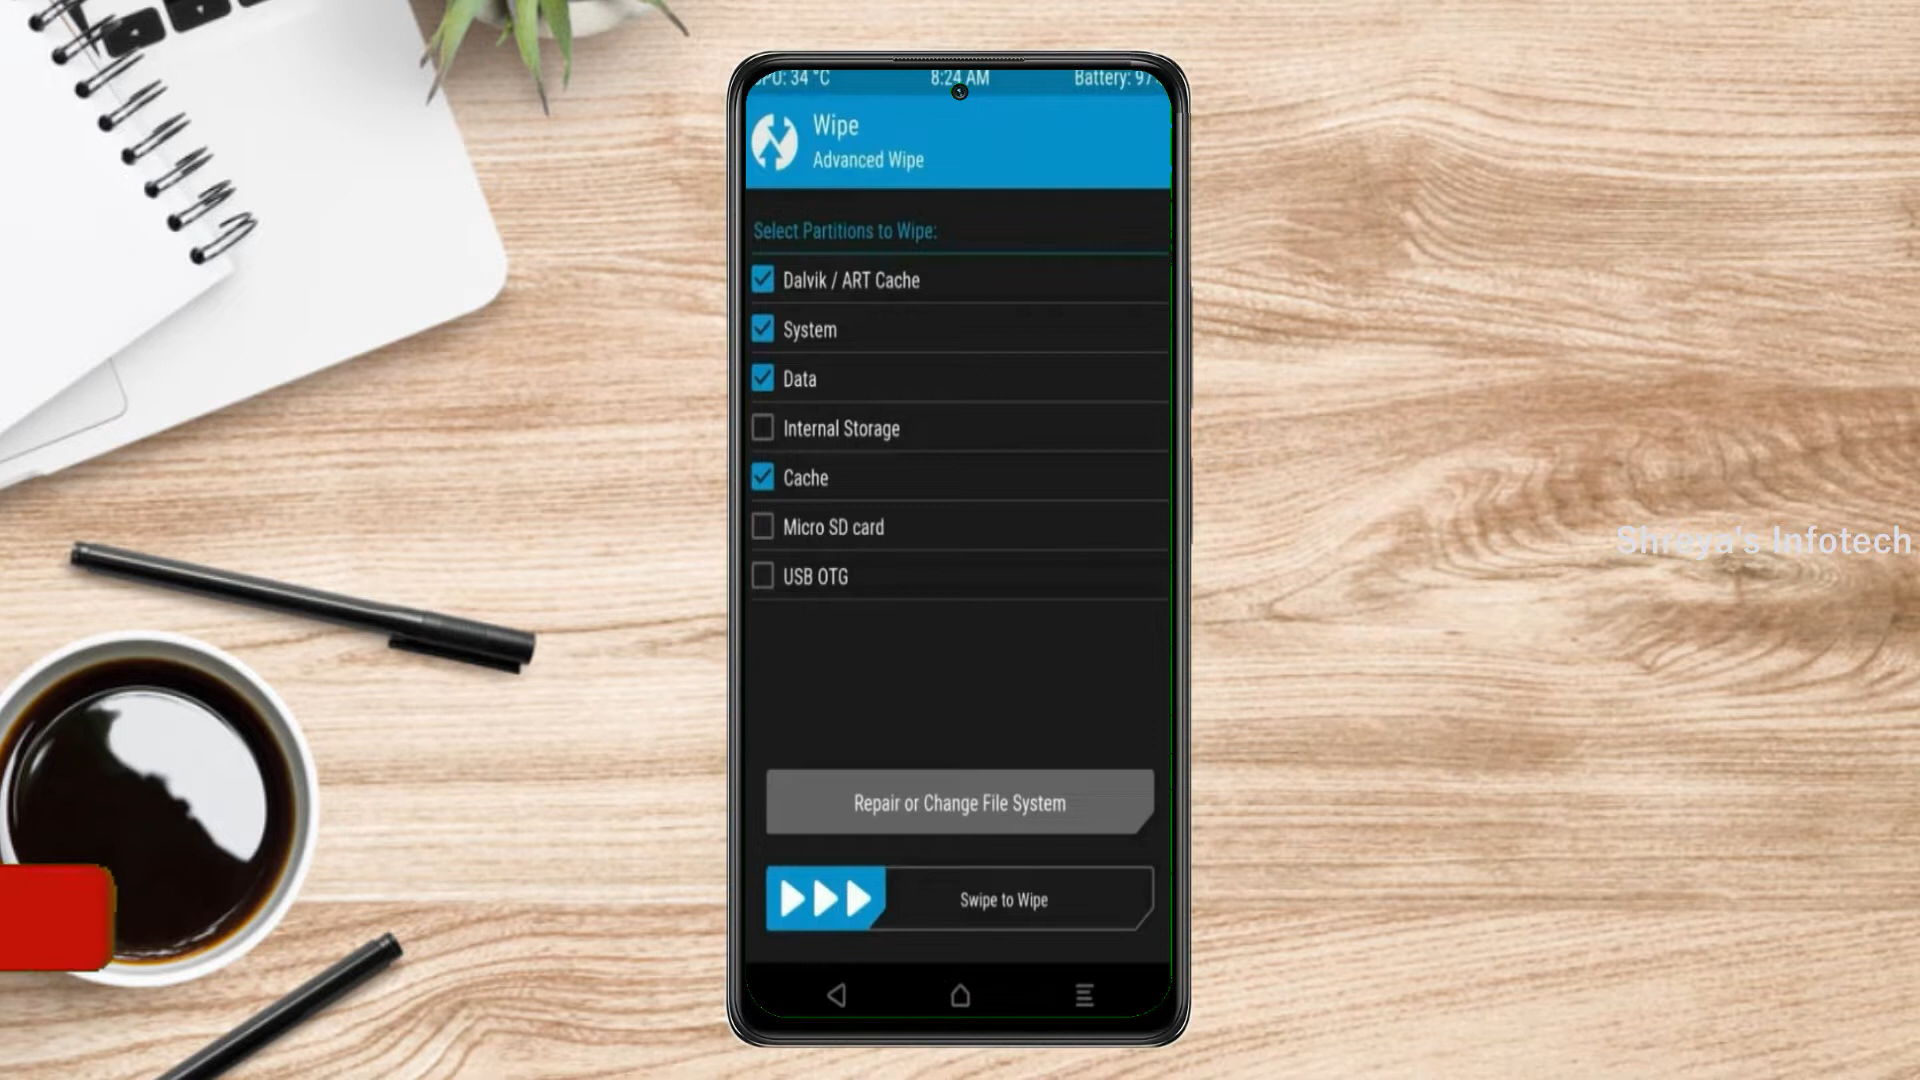 CPU: 34 °C 8:24 AM Battery: 97
Wipe
Advanced Wipe
Select Partitions to Wipe:
Dalvik / ART Cache
System
Data
Internal Storage
Cache
Micro SD card
USB OTG
Repair or Change File System
Swipe to Wipe
Shreya's Infotech